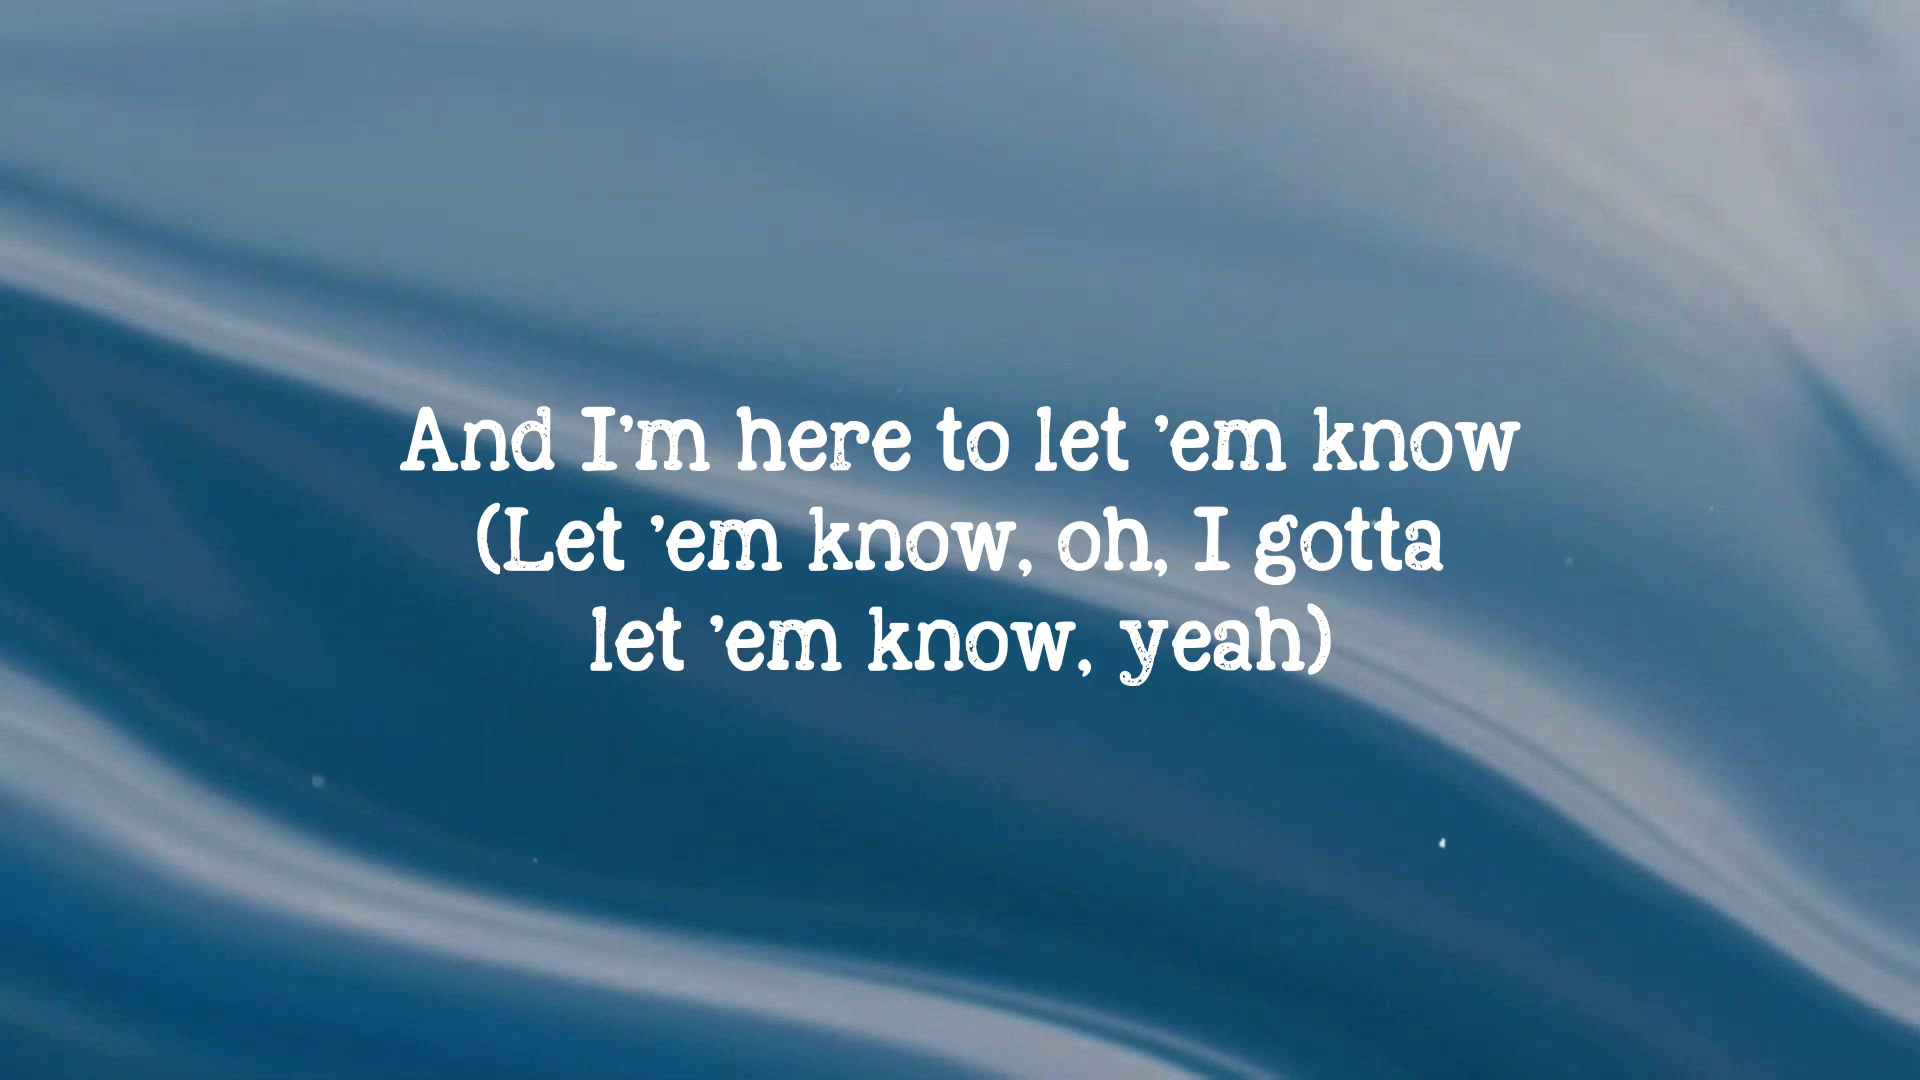 And I'm here to let 'em know
(Let 'em know, oh, I gotta
let 'em know, yeah)